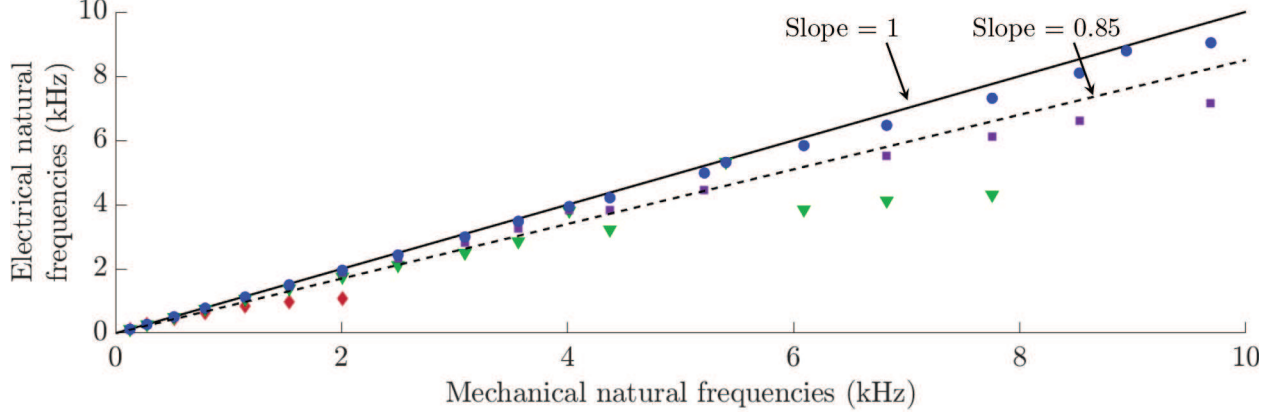 10
Slope = 1
Slope = 0.85
8
6
4
2
0
Electrical natural
frequencies (kHz)
0 2 4 6 8 10
Mechanical natural frequencies (kHz)